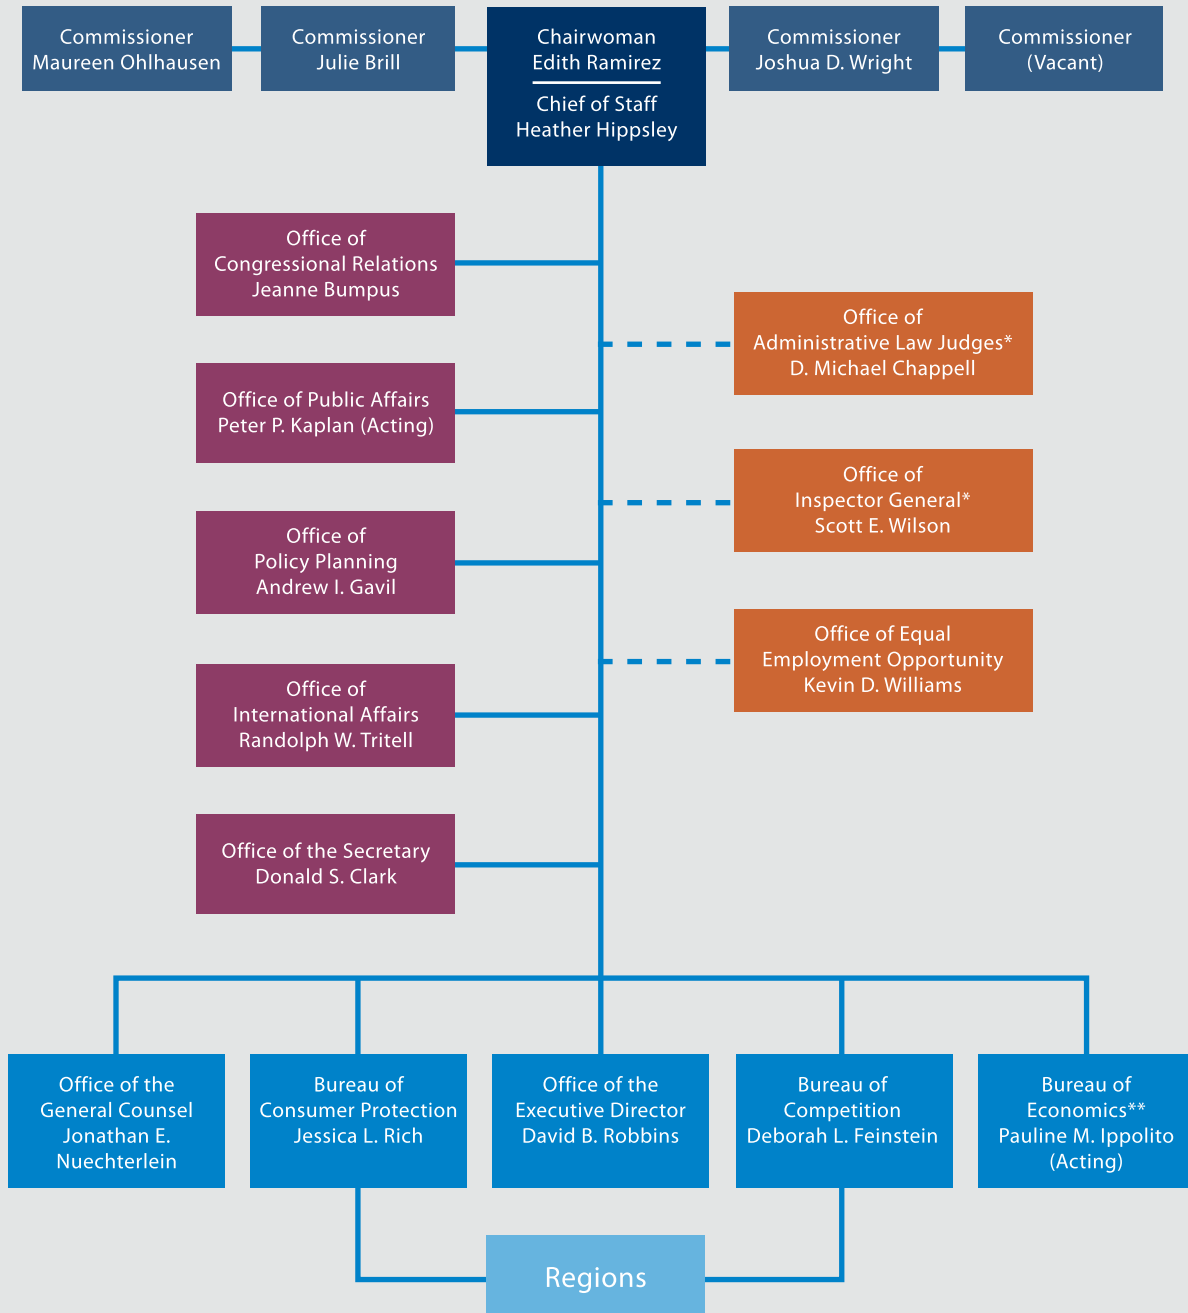 Commissioner
Maureen Ohlhausen
Commissioner
Julie Brill
Chairwoman
Edith Ramirez
Chief of Staff
Heather Hippsley
Commissioner
Joshua D. Wright
Commissioner
(Vacant)
Office of
Congressional Relations
Jeanne Bumpus
Office of
Administrative Law Judges*
D. Michael Chappell
Office of Public Affairs
Peter P. Kaplan (Acting)
Office of
Inspector General*
Scott E. Wilson
Office of
Policy Planning
Andrew I. Gavil
Office of Equal
Employment Opportunity
Kevin D. Williams
Office of
International Affairs
Randolph W. Tritell
Office of the Secretary
Donald S. Clark
Office of the
General Counsel
Jonathan E.
Nuechterlein
Bureau of
Consumer Protection
Jessica L. Rich
Office of the
Executive Director
David B. Robbins
Bureau of
Competition
Deborah L. Feinstein
Bureau of
Economics**
Pauline M. Ippolito
(Acting)
Regions